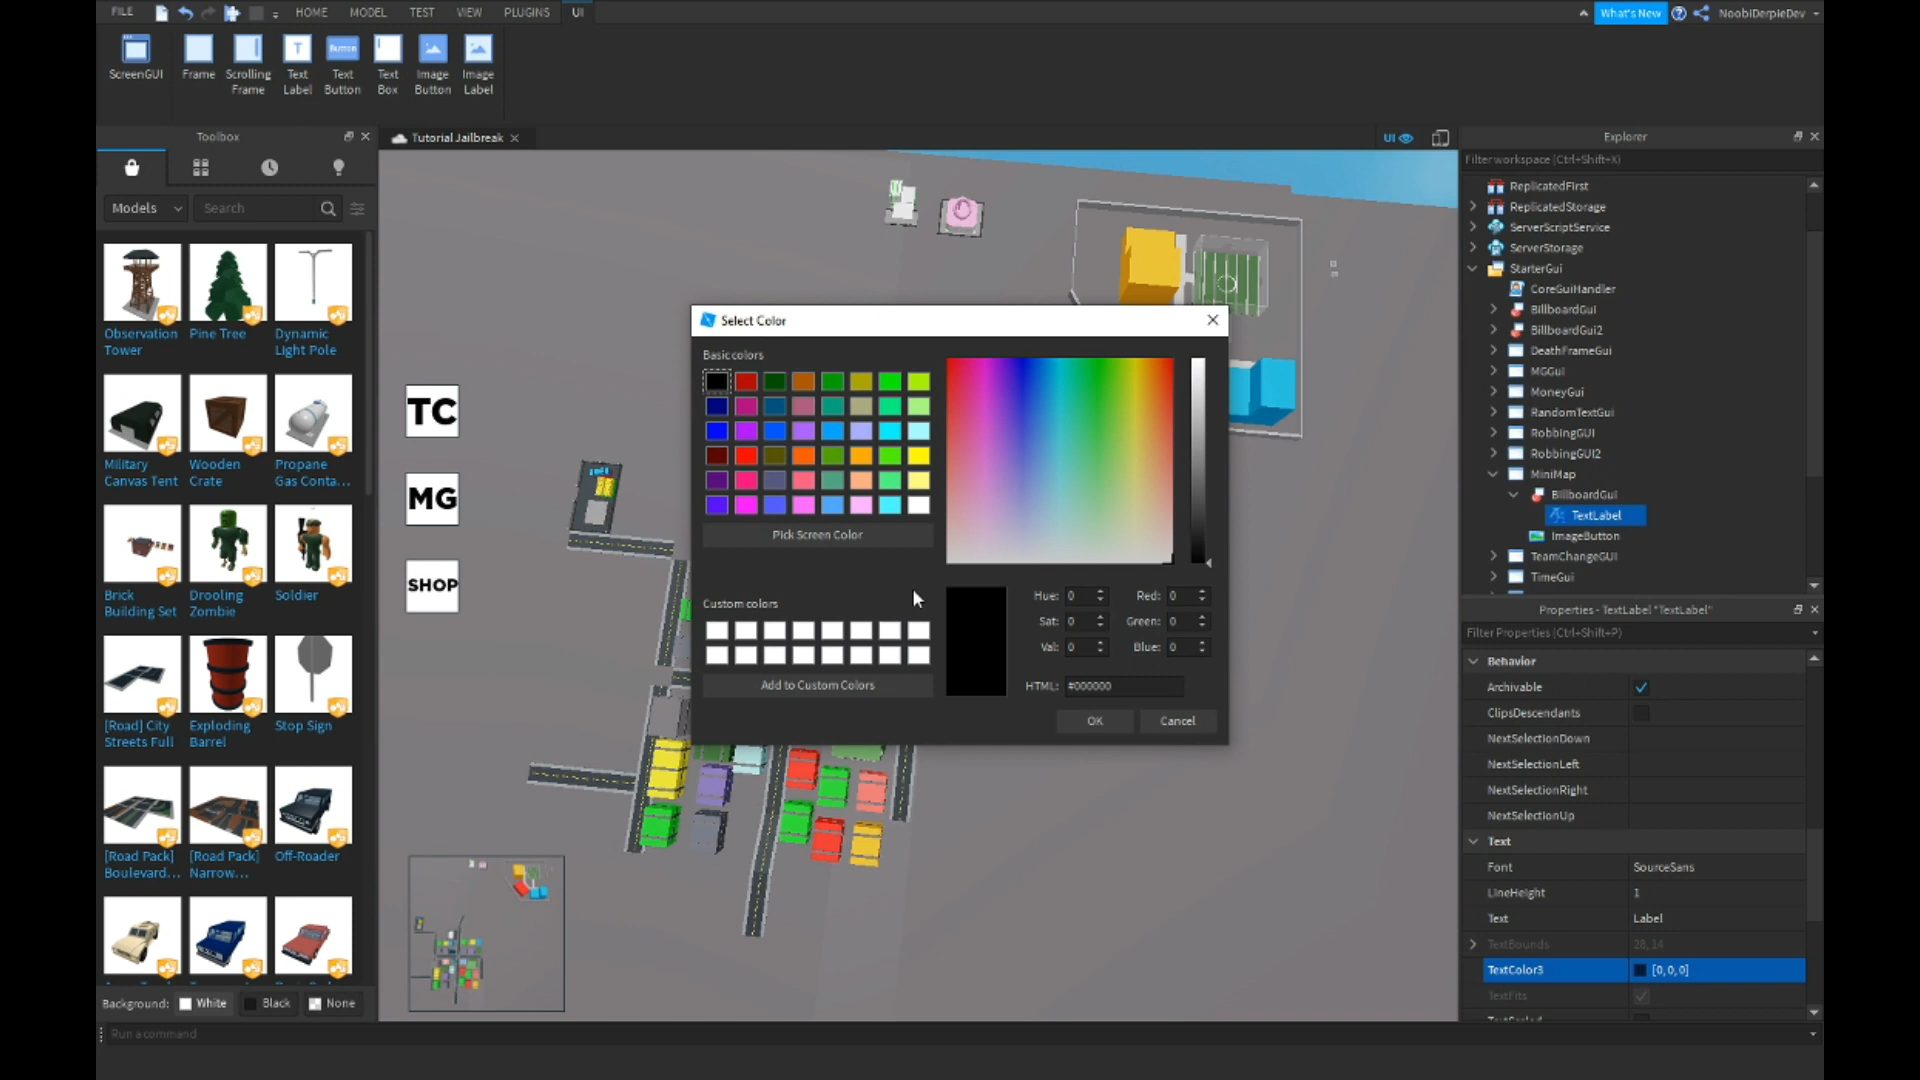 FILE HOME MODEL TEST VIEW PLUGINS UI What's New NoobiDerpieDev
ScreenGUI Frame Scrolling Frame Text Label Button Text Button Text Box Image Button Image Label
Toolbox
Models Search
Observation Tower
Pine Tree
Dynamic Light Pole
Military Canvas Tent
Wooden Crate
Propane Gas Conta...
Brick Building Set
Drooling Zombie
Soldier
[Road] City Streets Full
Exploding Barrel
Stop Sign
[Road Pack] Boulevard...
[Road Pack] Narrow...
Off-Roader
Background: White Black None
Run a command
Tutorial Jailbreak
UI
TC
MG
SHOP
Select Color
Basic colors
Pick Screen Color
Custom colors
Add to Custom Colors
Hue: 0 Red: 0
Sat: 0 Green: 0
Val: 0 Blue: 0
HTML: #000000
OK Cancel
Explorer
Filter workspace (Ctrl+Shift+X)
ReplicatedFirst
ReplicatedStorage
ServerScriptService
ServerStorage
StarterGui
CoreGuiHandler
BillboardGui
BillboardGui2
DeathFrameGui
MGGui
MoneyGui
RandomTextGui
RobbingGUI
RobbingGUI2
MiniMap
BillboardGui
TextLabel
ImageButton
TeamChangeGUI
TimeGui
Properties - TextLabel "TextLabel"
Filter Properties (Ctrl+Shift+P)
Behavior
Archivable
ClipsDescendants
NextSelectionDown
NextSelectionLeft
NextSelectionRight
NextSelectionUp
Text
Font SourceSans
LineHeight 1
Text Label
TextBounds 28, 14
TextColor3 [0, 0, 0]
TextFits